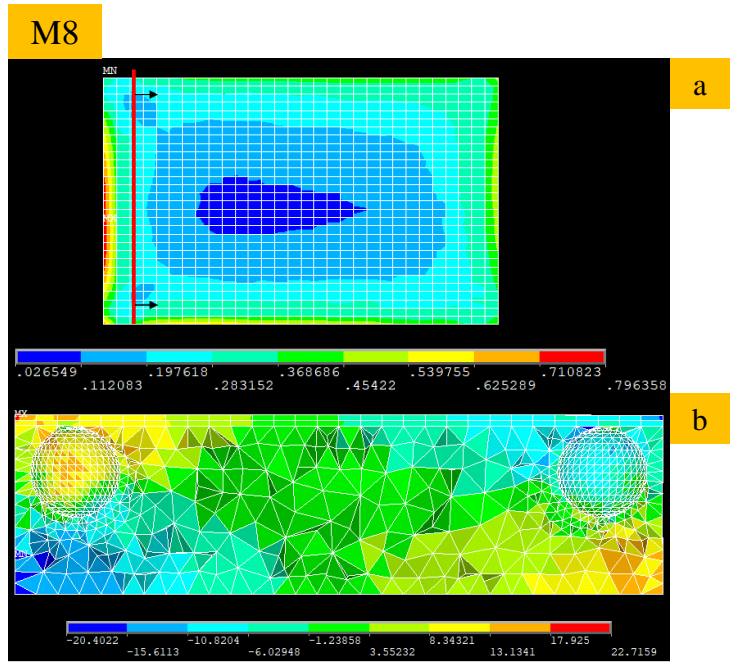 M8
a
MN
.026549 .197618 .368686 .539755 .710823
.112083 .283152 .45422 .625289 .796358
b
MX
MN
-20.4022 -10.8204 -1.23858 8.34321 17.925
-15.6113 -6.02948 3.55232 13.1341 22.7159